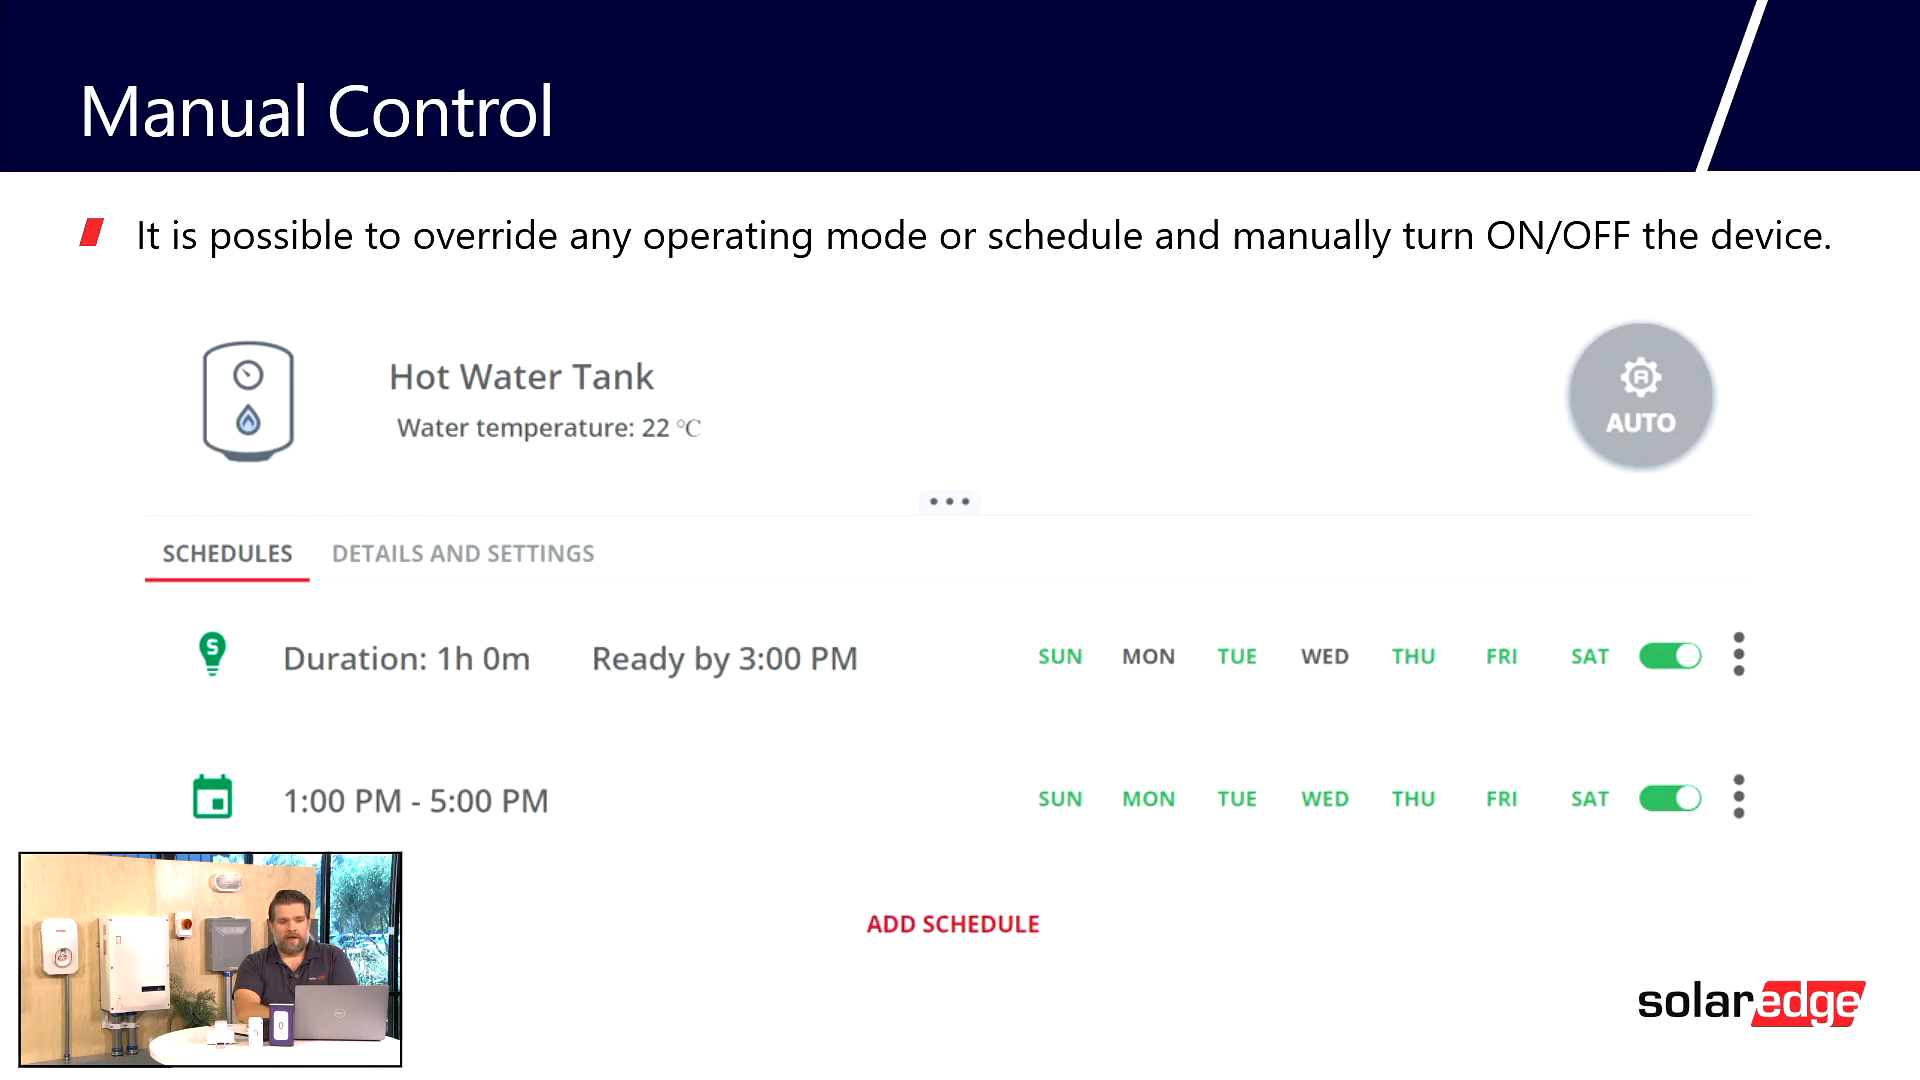 Manual Control
It is possible to override any operating mode or schedule and manually turn ON/OFF the device.
Hot Water Tank
Water temperature: 22 °C
AUTO
SCHEDULES DETAILS AND SETTINGS
Duration: 1h 0m Ready by 3:00 PM SUN MON TUE WED THU FRI SAT
1:00 PM - 5:00 PM SUN MON TUE WED THU FRI SAT
ADD SCHEDULE
solaredge